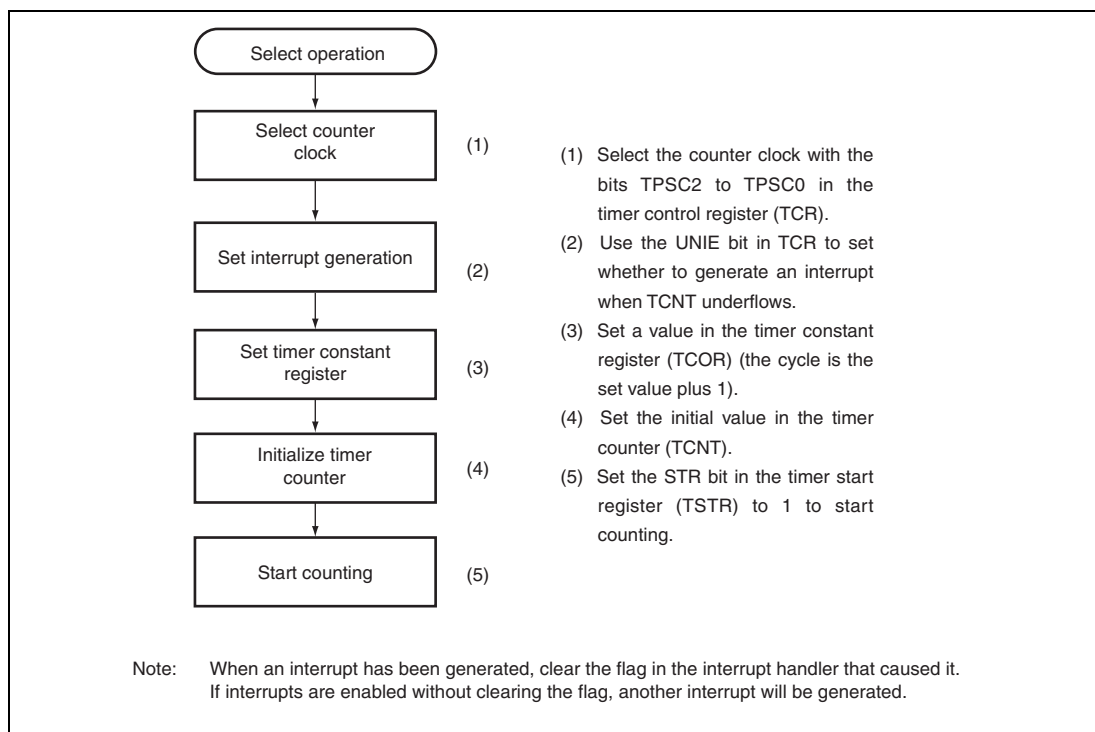 Select operation
Select counter
clock
(1)
Set interrupt generation
(2)
Set timer constant
register
(3)
Initialize timer
counter
(4)
Start counting
(5)
(1) Select the counter clock with the
bits TPSC2 to TPSC0 in the
timer control register (TCR).
(2) Use the UNIE bit in TCR to set
whether to generate an interrupt
when TCNT underflows.
(3) Set a value in the timer constant
register (TCOR) (the cycle is the
set value plus 1).
(4) Set the initial value in the timer
counter (TCNT).
(5) Set the STR bit in the timer start
register (TSTR) to 1 to start
counting.
Note: When an interrupt has been generated, clear the flag in the interrupt handler that caused it.
If interrupts are enabled without clearing the flag, another interrupt will be generated.